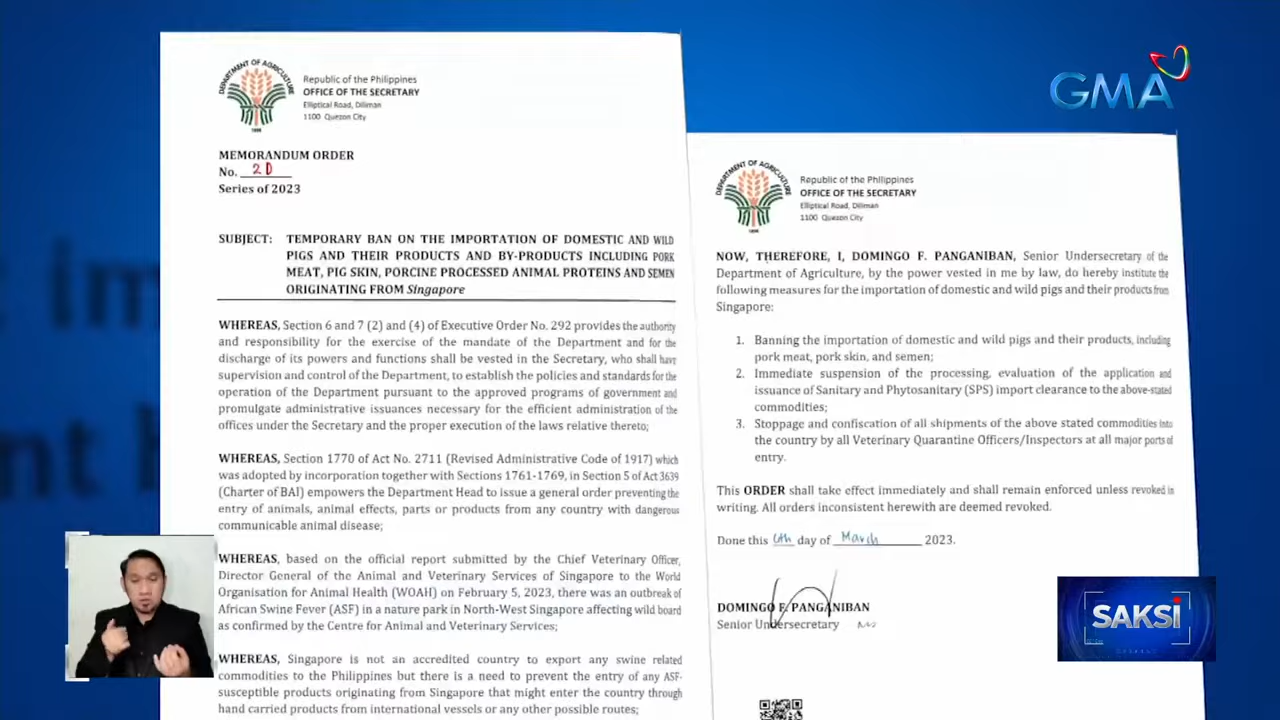 GMA
DEPARTMENT OF AGRICULTURE
1898
Republic of the Philippines
OFFICE OF THE SECRETARY
Elliptical Road, Diliman
1100 Quezon City
MEMORANDUM ORDER
No. 20
Series of 2023
SUBJECT: TEMPORARY BAN ON THE IMPORTATION OF DOMESTIC AND WILD
PIGS AND THEIR PRODUCTS AND BY-PRODUCTS INCLUDING PORK
MEAT, PIG SKIN, PORCINE PROCESSED ANIMAL PROTEINS AND SEMEN
ORIGINATING FROM Singapore
WHEREAS, Section 6 and 7 (2) and (4) of Executive Order No. 292 provides the authority
and responsibility for the exercise of the mandate of the Department and for the
discharge of its powers and functions shall be vested in the Secretary, who shall have
supervision and control of the Department, to establish the policies and standards for the
operation of the Department pursuant to the approved programs of government and
promulgate administrative issuances necessary for the efficient administration of the
offices under the Secretary and the proper execution of the laws relative thereto;
WHEREAS, Section 1770 of Act No. 2711 (Revised Administrative Code of 1917) which
was adopted by incorporation together with Sections 1761-1769, in Section 5 of Act 3639
(Charter of BAI) empowers the Department Head to issue a general order preventing the
entry of animals, animal effects, parts or products from any country with dangerous
communicable animal disease;
WHEREAS, based on the official report submitted by the Chief Veterinary Officer,
Director General of the Animal and Veterinary Services of Singapore to the World
Organisation for Animal Health (WOAH) on February 5, 2023, there was an outbreak of
African Swine Fever (ASF) in a nature park in North-West Singapore affecting wild board
as confirmed by the Centre for Animal and Veterinary Services;
WHEREAS, Singapore is not an accredited country to export any swine related
commodities to the Philippines but there is a need to prevent the entry of any ASF-
susceptible products originating from Singapore that might enter the country through
hand carried products from international vessels or any other possible routes;
DEPARTMENT OF AGRICULTURE
1898
Republic of the Philippines
OFFICE OF THE SECRETARY
Elliptical Road, Diliman
1100 Quezon City
NOW, THEREFORE, I, DOMINGO F. PANGANIBAN, Senior Undersecretary of the
Department of Agriculture, by the power vested in me by law, do hereby institute the
following measures for the importation of domestic and wild pigs and their products from
Singapore:
1. Banning the importation of domestic and wild pigs and their products, including
pork meat, pork skin, and semen;
2. Immediate suspension of the processing, evaluation of the application and
issuance of Sanitary and Phytosanitary (SPS) import clearance to the above-stated
commodities;
3. Stoppage and confiscation of all shipments of the above stated commodities into
the country by all Veterinary Quarantine Officers/Inspectors at all major ports of
entry.
This ORDER shall take effect immediately and shall remain enforced unless revoked in
writing. All orders inconsistent herewith are deemed revoked.
Done this 6th day of March 2023.
DOMINGO F. PANGANIBAN
Senior Undersecretary
SAKSI